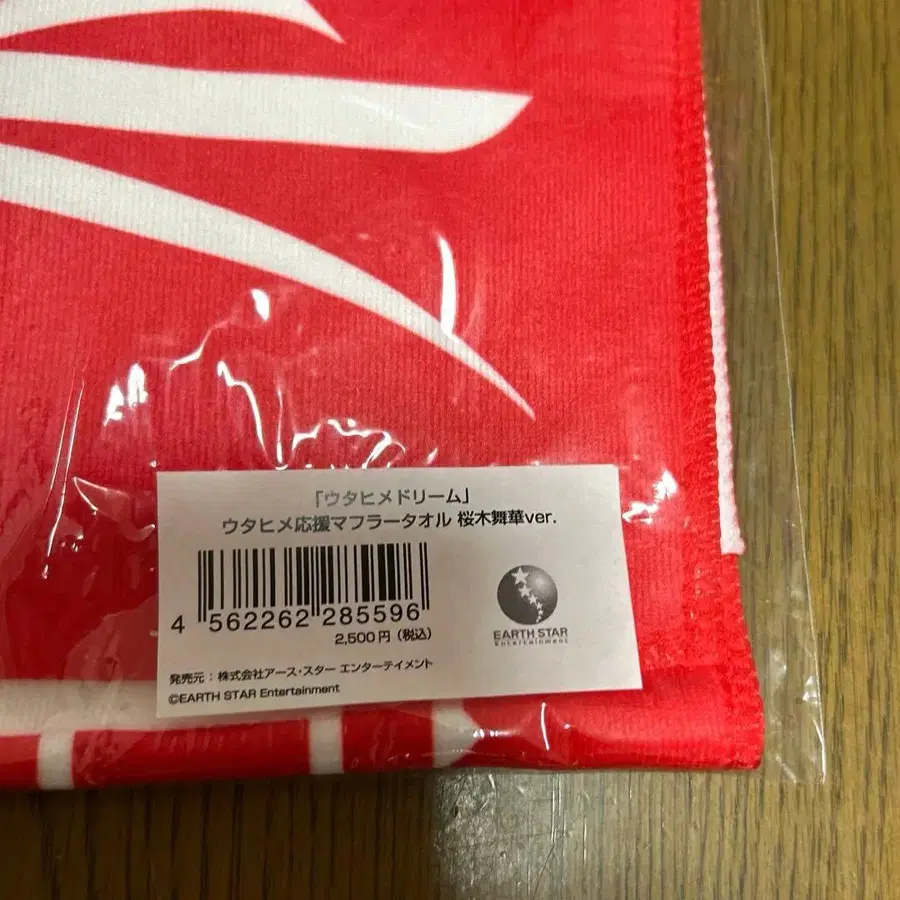 「ウタヒメドリーム」
ウタヒメ応援マフラータオル 桜木舞華ver.
4 562262 285596
2,500円（税込）
EARTH STAR
Entertainment
発売元：株式会社アース・スター エンターテイメント
©EARTH STAR Entertainment